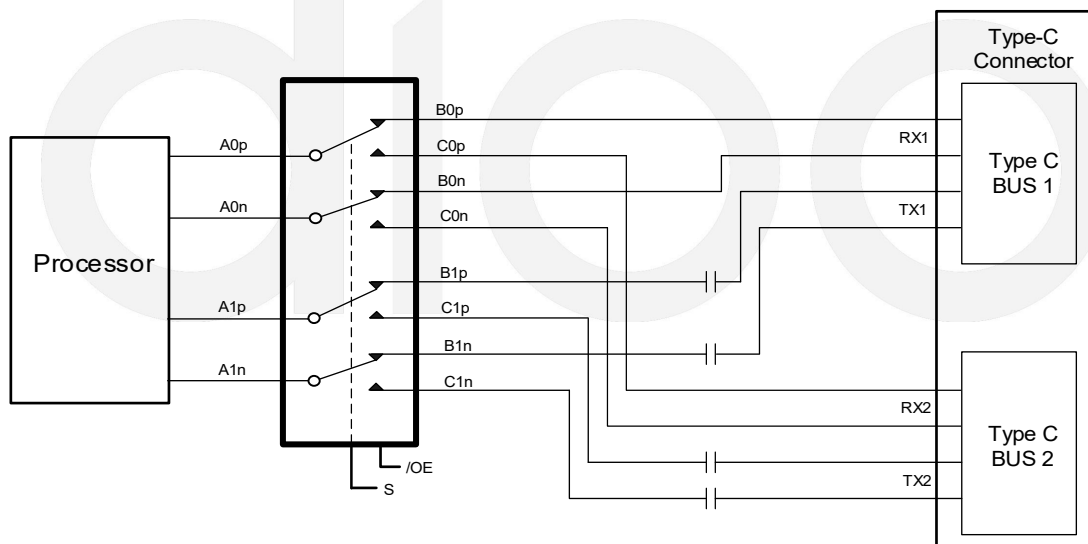 Type-C
Connector
B0p
A0p
C0p
RX1
Type C
BUS 1
B0n
A0n
C0n
TX1
Processor
B1p
A1p
C1p
B1n
A1n
C1n
RX2
Type C
BUS 2
/OE
S
TX2
dioo